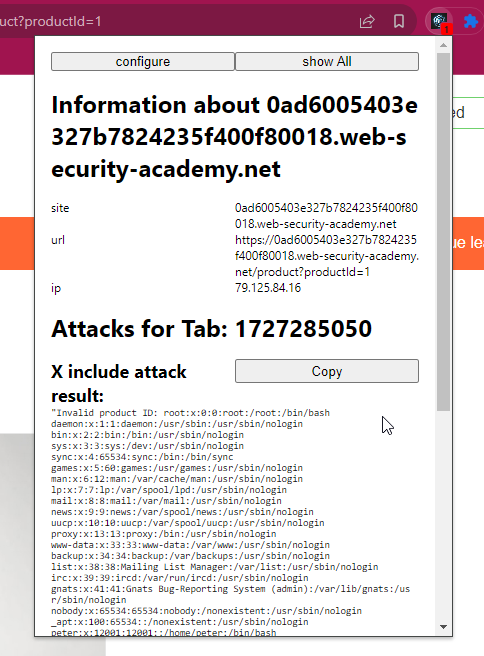 uct?productId=1
1
configure
show All
Information about 0ad6005403e
327b7824235f400f80018.web-s
ecurity-academy.net
site
0ad6005403e327b7824235f400f80
018.web-security-academy.net
url
https://0ad6005403e327b7824235
f400f80018.web-security-academy.
net/product?productId=1
ip
79.125.84.16
ed
ue le
Attacks for Tab: 1727285050
X include attack
result:
Copy
"Invalid product ID: root:x:0:0:root:/root:/bin/bash
daemon:x:1:1:daemon:/usr/sbin:/usr/sbin/nologin
bin:x:2:2:bin:/bin:/usr/sbin/nologin
sys:x:3:3:sys:/dev:/usr/sbin/nologin
sync:x:4:65534:sync:/bin:/bin/sync
games:x:5:60:games:/usr/games:/usr/sbin/nologin
man:x:6:12:man:/var/cache/man:/usr/sbin/nologin
lp:x:7:7:lp:/var/spool/lpd:/usr/sbin/nologin
mail:x:8:8:mail:/var/mail:/usr/sbin/nologin
news:x:9:9:news:/var/spool/news:/usr/sbin/nologin
uucp:x:10:10:uucp:/var/spool/uucp:/usr/sbin/nologin
proxy:x:13:13:proxy:/bin:/usr/sbin/nologin
www-data:x:33:33:www-data:/var/www:/usr/sbin/nologin
backup:x:34:34:backup:/var/backups:/usr/sbin/nologin
list:x:38:38:Mailing List Manager:/var/list:/usr/sbin/nologin
irc:x:39:39:ircd:/var/run/ircd:/usr/sbin/nologin
gnats:x:41:41:Gnats Bug-Reporting System (admin):/var/lib/gnats:/us
r/sbin/nologin
nobody:x:65534:65534:nobody:/nonexistent:/usr/sbin/nologin
_apt:x:100:65534::/nonexistent:/usr/sbin/nologin
peter:x:12001:12001::/home/peter:/bin/bash